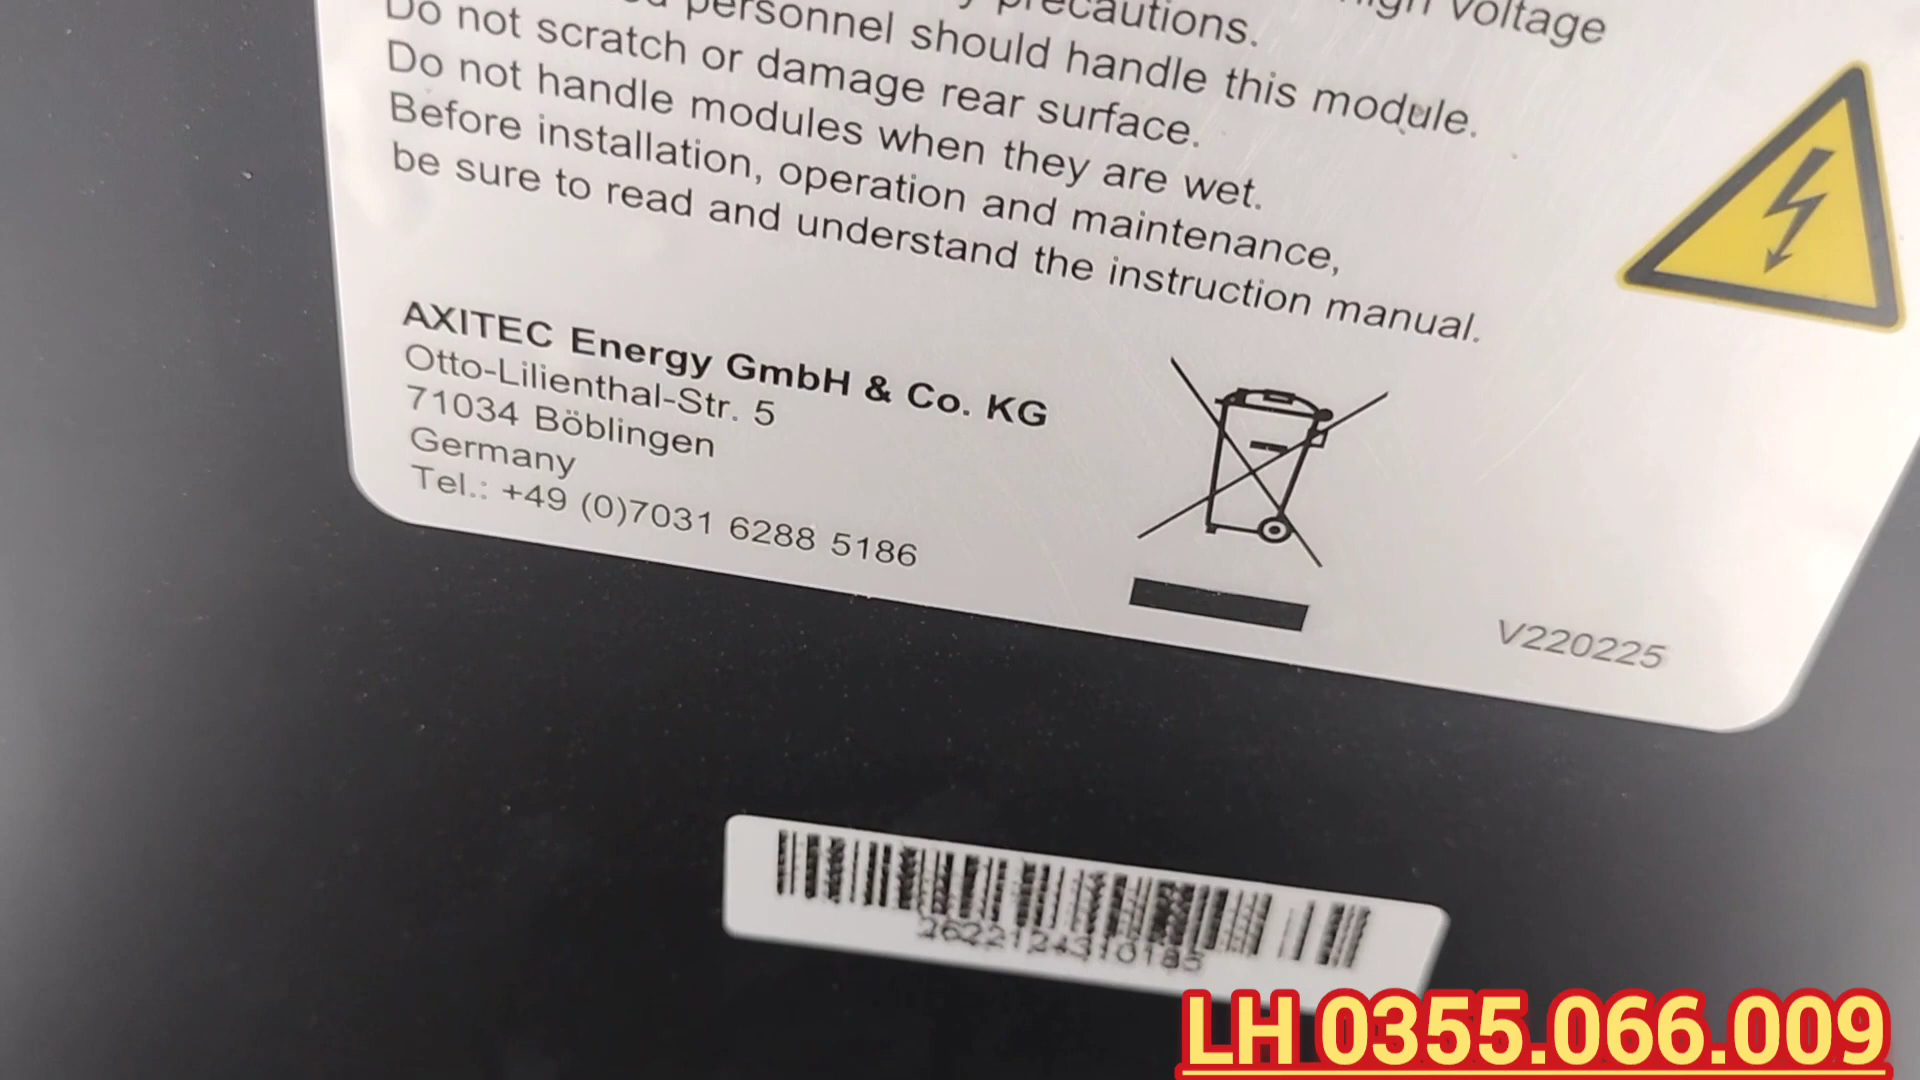 high voltage
precautions.
personnel should handle this module.
Do not scratch or damage rear surface.
Do not handle modules when they are wet.
Before installation, operation and maintenance,
be sure to read and understand the instruction manual.
AXITEC Energy GmbH & Co. KG
Otto-Lilienthal-Str. 5
71034 Böblingen
Germany
Tel.: +49 (0)7031 6288 5186
V220225
LH 0355.066.009